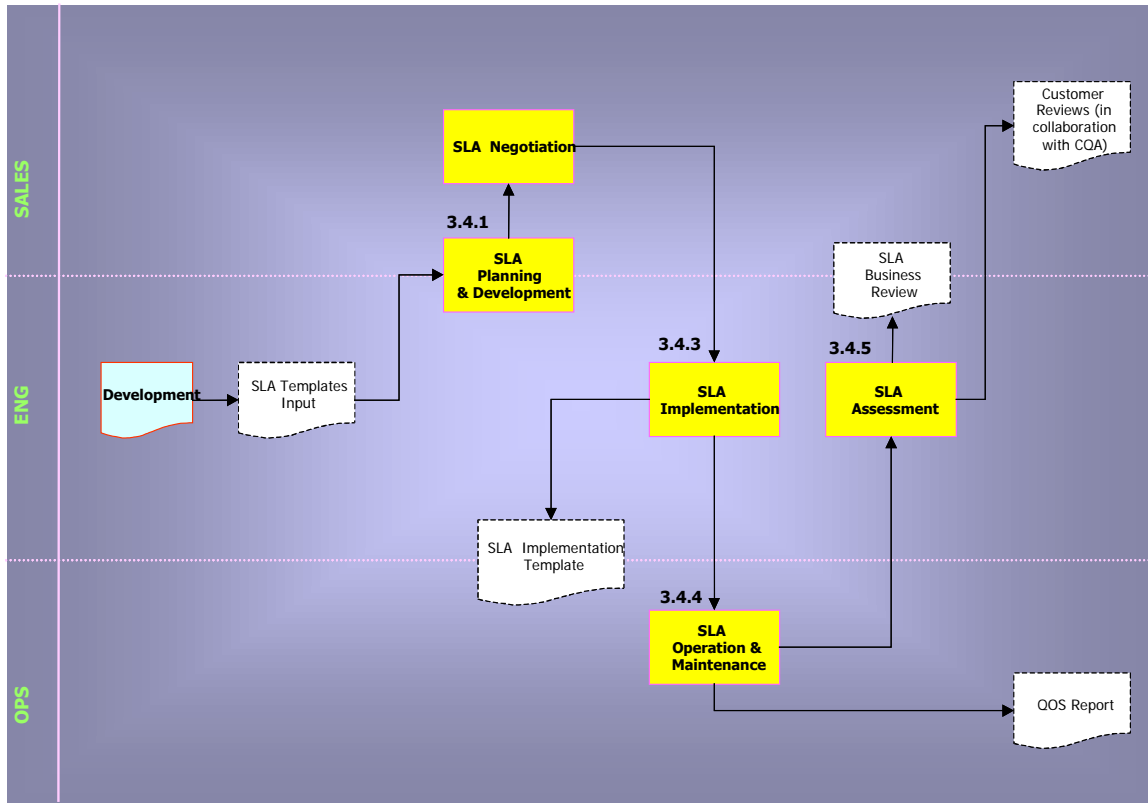 SALES
ENG
OPS
Customer
Reviews (in
collaboration
with CQA)
SLA Negotiation
3.4.1
SLA
Planning
& Development
SLA
Business
Review
3.4.3
3.4.5
Development
SLA Templates
Input
SLA
Implementation
SLA
Assessment
SLA Implementation
Template
3.4.4
SLA
Operation &
Maintenance
QOS Report